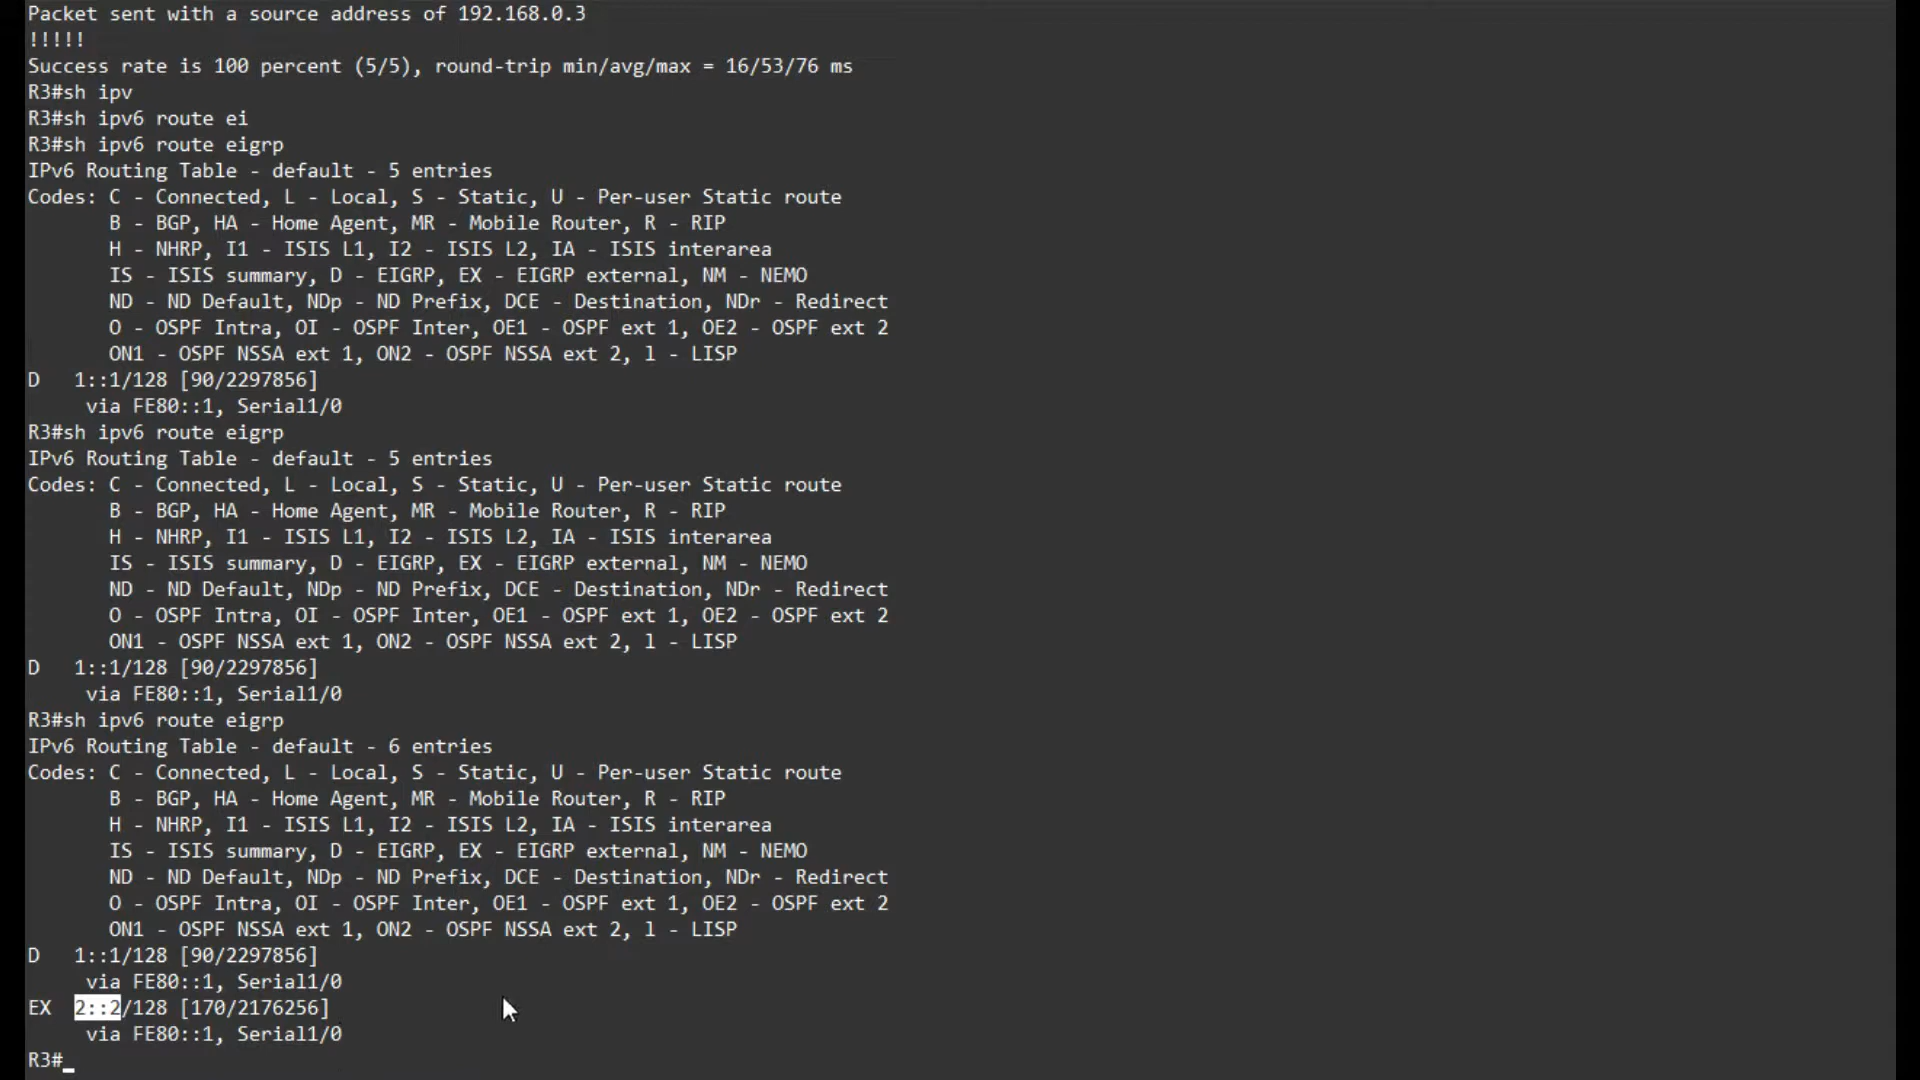 Packet sent with a source address of 192.168.0.3
!!!!!
Success rate is 100 percent (5/5), round-trip min/avg/max = 16/53/76 ms
R3#sh ipv
R3#sh ipv6 route ei
R3#sh ipv6 route eigrp
IPv6 Routing Table - default - 5 entries
Codes: C - Connected, L - Local, S - Static, U - Per-user Static route
       B - BGP, HA - Home Agent, MR - Mobile Router, R - RIP
       H - NHRP, I1 - ISIS L1, I2 - ISIS L2, IA - ISIS interarea
       IS - ISIS summary, D - EIGRP, EX - EIGRP external, NM - NEMO
       ND - ND Default, NDp - ND Prefix, DCE - Destination, NDr - Redirect
       O - OSPF Intra, OI - OSPF Inter, OE1 - OSPF ext 1, OE2 - OSPF ext 2
       ON1 - OSPF NSSA ext 1, ON2 - OSPF NSSA ext 2, l - LISP
D   1::1/128 [90/2297856]
     via FE80::1, Serial1/0
R3#sh ipv6 route eigrp
IPv6 Routing Table - default - 5 entries
Codes: C - Connected, L - Local, S - Static, U - Per-user Static route
       B - BGP, HA - Home Agent, MR - Mobile Router, R - RIP
       H - NHRP, I1 - ISIS L1, I2 - ISIS L2, IA - ISIS interarea
       IS - ISIS summary, D - EIGRP, EX - EIGRP external, NM - NEMO
       ND - ND Default, NDp - ND Prefix, DCE - Destination, NDr - Redirect
       O - OSPF Intra, OI - OSPF Inter, OE1 - OSPF ext 1, OE2 - OSPF ext 2
       ON1 - OSPF NSSA ext 1, ON2 - OSPF NSSA ext 2, l - LISP
D   1::1/128 [90/2297856]
     via FE80::1, Serial1/0
R3#sh ipv6 route eigrp
IPv6 Routing Table - default - 6 entries
Codes: C - Connected, L - Local, S - Static, U - Per-user Static route
       B - BGP, HA - Home Agent, MR - Mobile Router, R - RIP
       H - NHRP, I1 - ISIS L1, I2 - ISIS L2, IA - ISIS interarea
       IS - ISIS summary, D - EIGRP, EX - EIGRP external, NM - NEMO
       ND - ND Default, NDp - ND Prefix, DCE - Destination, NDr - Redirect
       O - OSPF Intra, OI - OSPF Inter, OE1 - OSPF ext 1, OE2 - OSPF ext 2
       ON1 - OSPF NSSA ext 1, ON2 - OSPF NSSA ext 2, l - LISP
D   1::1/128 [90/2297856]
     via FE80::1, Serial1/0
EX  2::2/128 [170/2176256]
     via FE80::1, Serial1/0
R3#_